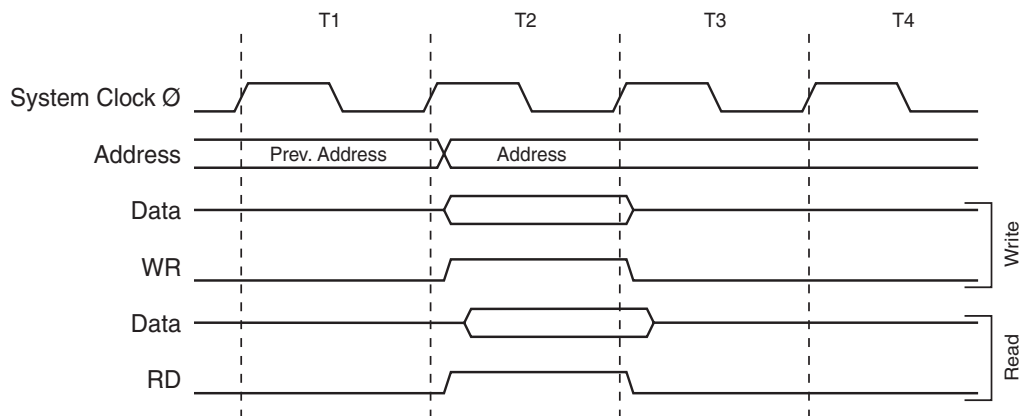 T1 T2 T3 T4
System Clock Ø
Address Prev. Address Address
Data
WR
Write
Data
RD
Read